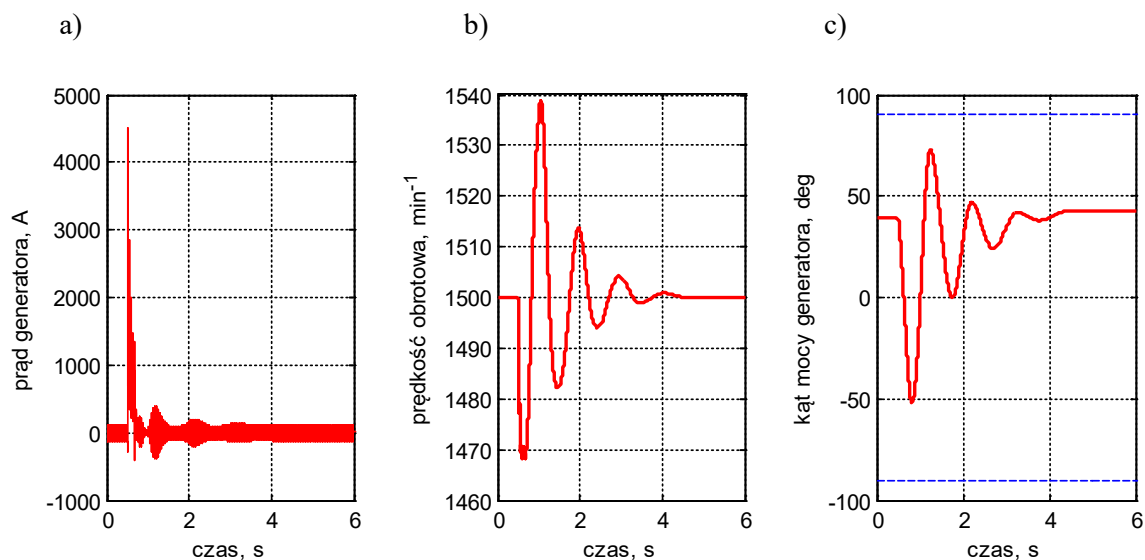 a)
b)
c)
prąd generatora, A
5000
4000
3000
2000
1000
0
-1000
0 2 4 6
czas, s
prędkość obrotowa, min-1
1540
1530
1520
1510
1500
1490
1480
1470
1460
0 2 4 6
czas, s
kąt mocy generatora, deg
100
50
0
-50
-100
0 2 4 6
czas, s